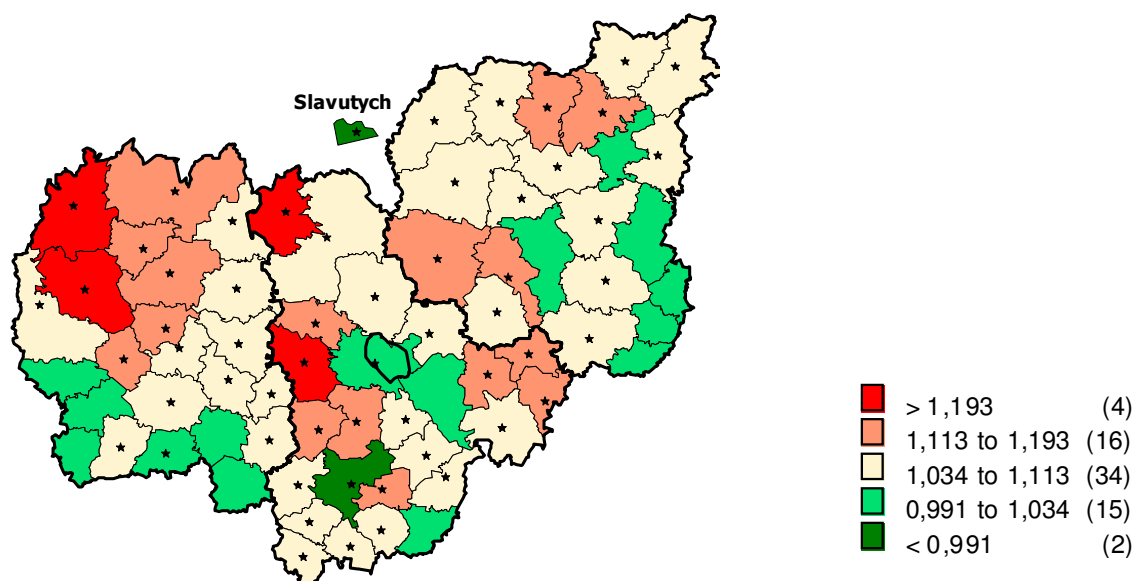 Slavutych
> 1,193 (4)
1,113 to 1,193 (16)
1,034 to 1,113 (34)
0,991 to 1,034 (15)
< 0,991 (2)